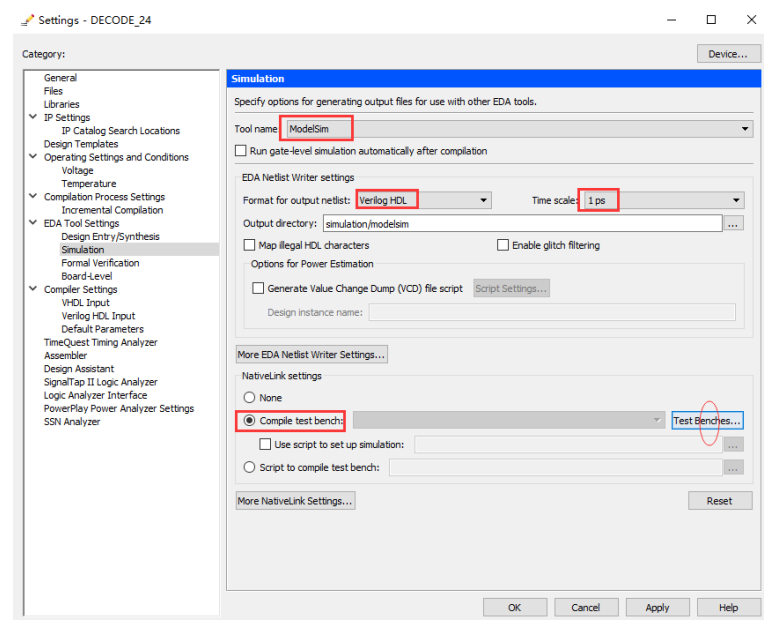 Settings - DECODE_24
Category:
Device...
General
Files
Libraries
IP Settings
IP Catalog Search Locations
Design Templates
Operating Settings and Conditions
Voltage
Temperature
Compilation Process Settings
Incremental Compilation
EDA Tool Settings
Design Entry/Synthesis
Simulation
Formal Verification
Board-Level
Compiler Settings
VHDL Input
Verilog HDL Input
Default Parameters
TimeQuest Timing Analyzer
Assembler
Design Assistant
SignalTap II Logic Analyzer
Logic Analyzer Interface
PowerPlay Power Analyzer Settings
SSN Analyzer
Simulation
Specify options for generating output files for use with other EDA tools.
Tool name: ModelSim
Run gate-level simulation automatically after compilation
EDA Netlist Writer settings
Format for output netlist: Verilog HDL Time scale: 1 ps
Output directory: simulation/modelsim ...
Map illegal HDL characters Enable glitch filtering
Options for Power Estimation
Generate Value Change Dump (VCD) file script Script Settings...
Design instance name:
More EDA Netlist Writer Settings...
NativeLink settings
None
Compile test bench: Test Benches...
Use script to set up simulation: ...
Script to compile test bench: ...
More NativeLink Settings... Reset
OK Cancel Apply Help